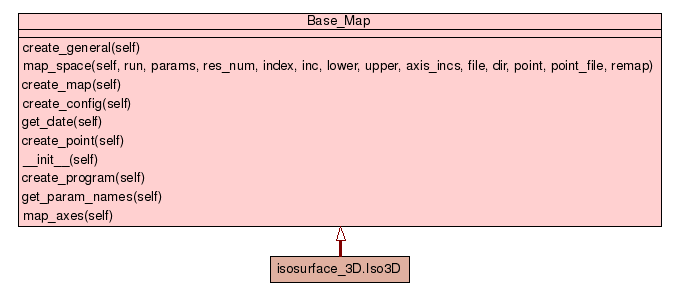 Base_Map
create_general(self)
map_space(self, run, params, res_num, index, inc, lower, upper, axis_incs, file, dir, point, point_file, remap)
create_map(self)
create_config(self)
get_date(self)
create_point(self)
__init__(self)
create_program(self)
get_param_names(self)
map_axes(self)
isosurface_3D.Iso3D